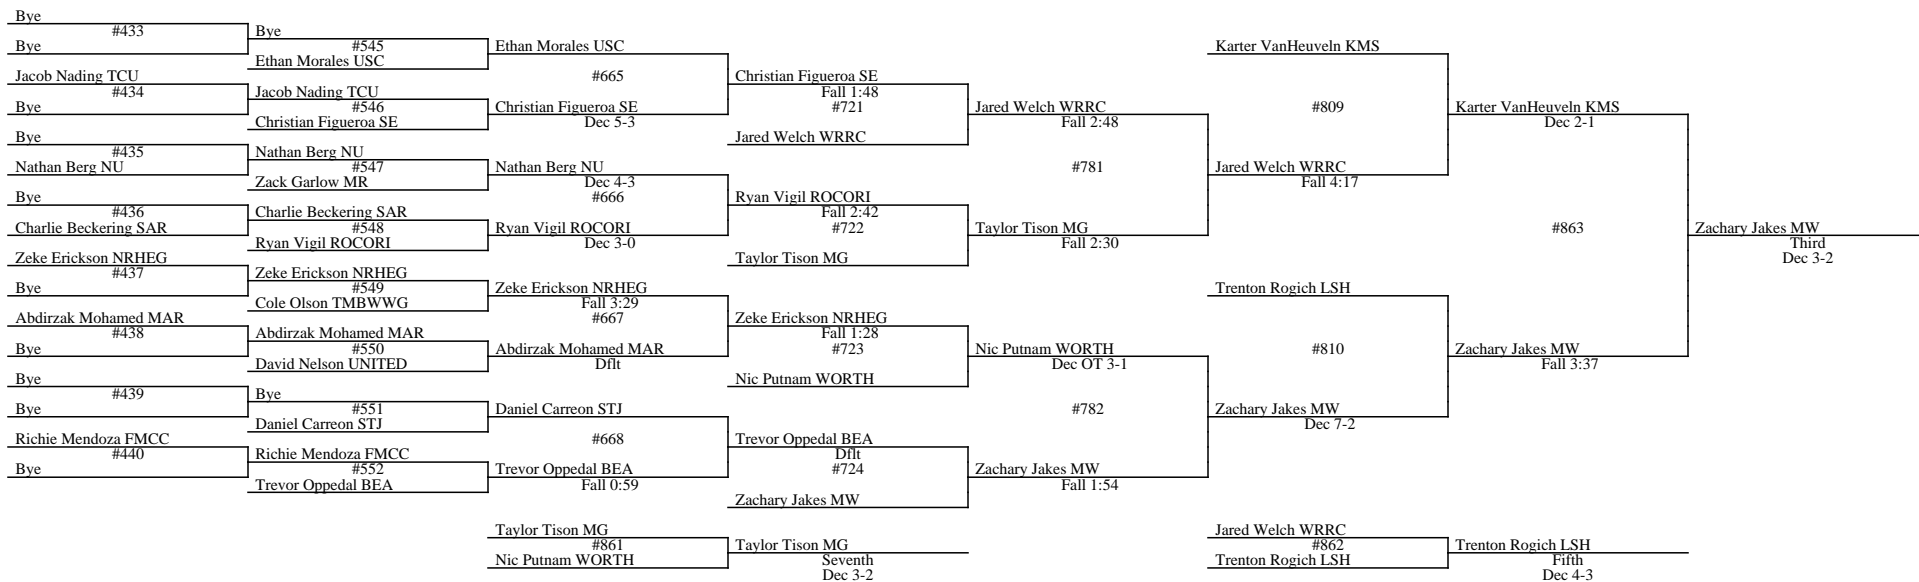 Bye
#433
Bye
Jacob Nading TCU
#434
Bye
Bye
#435
Nathan Berg NU
Bye
#436
Charlie Beckering SAR
Zeke Erickson NRHEG
#437
Bye
Abdirzak Mohamed MAR
#438
Bye
Bye
#439
Bye
Richie Mendoza FMCC
#440
Bye
Bye
#545
Ethan Morales USC
Jacob Nading TCU
#546
Christian Figueroa SE
Nathan Berg NU
#547
Zack Garlow MR
Charlie Beckering SAR
#548
Ryan Vigil ROCORI
Zeke Erickson NRHEG
#549
Cole Olson TMBWWG
Abdirzak Mohamed MAR
#550
David Nelson UNITED
Bye
#551
Daniel Carreon STJ
Richie Mendoza FMCC
#552
Trevor Oppedal BEA
Ethan Morales USC
#665
Christian Figueroa SE
Dec 5-3
Nathan Berg NU
Dec 4-3
#666
Ryan Vigil ROCORI
Dec 3-0
Zeke Erickson NRHEG
Fall 3:29
#667
Abdirzak Mohamed MAR
Dflt
Daniel Carreon STJ
#668
Trevor Oppedal BEA
Fall 0:59
Christian Figueroa SE
Fall 1:48
#721
Jared Welch WRRC
Ryan Vigil ROCORI
Fall 2:42
#722
Taylor Tison MG
Zeke Erickson NRHEG
Fall 1:28
#723
Nic Putnam WORTH
Trevor Oppedal BEA
Dflt
#724
Zachary Jakes MW
Jared Welch WRRC
Fall 2:48
#781
Taylor Tison MG
Fall 2:30
Nic Putnam WORTH
Dec OT 3-1
#782
Zachary Jakes MW
Fall 1:54
Karter VanHeuveln KMS
#809
Jared Welch WRRC
Fall 4:17
Trenton Rogich LSH
#810
Zachary Jakes MW
Dec 7-2
Karter VanHeuveln KMS
Dec 2-1
#863
Zachary Jakes MW
Fall 3:37
Zachary Jakes MW
Third
Dec 3-2
Taylor Tison MG
#861
Nic Putnam WORTH
Taylor Tison MG
Seventh
Dec 3-2
Jared Welch WRRC
#862
Trenton Rogich LSH
Trenton Rogich LSH
Fifth
Dec 4-3